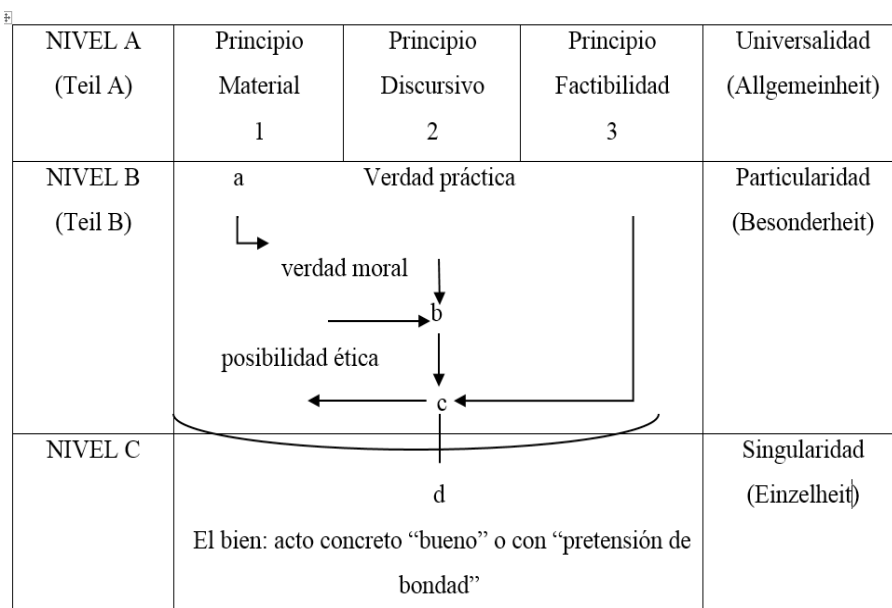 NIVEL A
(Teil A)
Principio
Material
1
Principio
Discursivo
2
Principio
Factibilidad
3
Universalidad
(Allgemeinheit)
NIVEL B
(Teil B)
a
Verdad práctica
verdad moral
b
posibilidad ética
c
Particularidad
(Besonderheit)
NIVEL C
d
El bien: acto concreto “bueno” o con “pretensión de
bondad”
Singularidad
(Einzelheit)